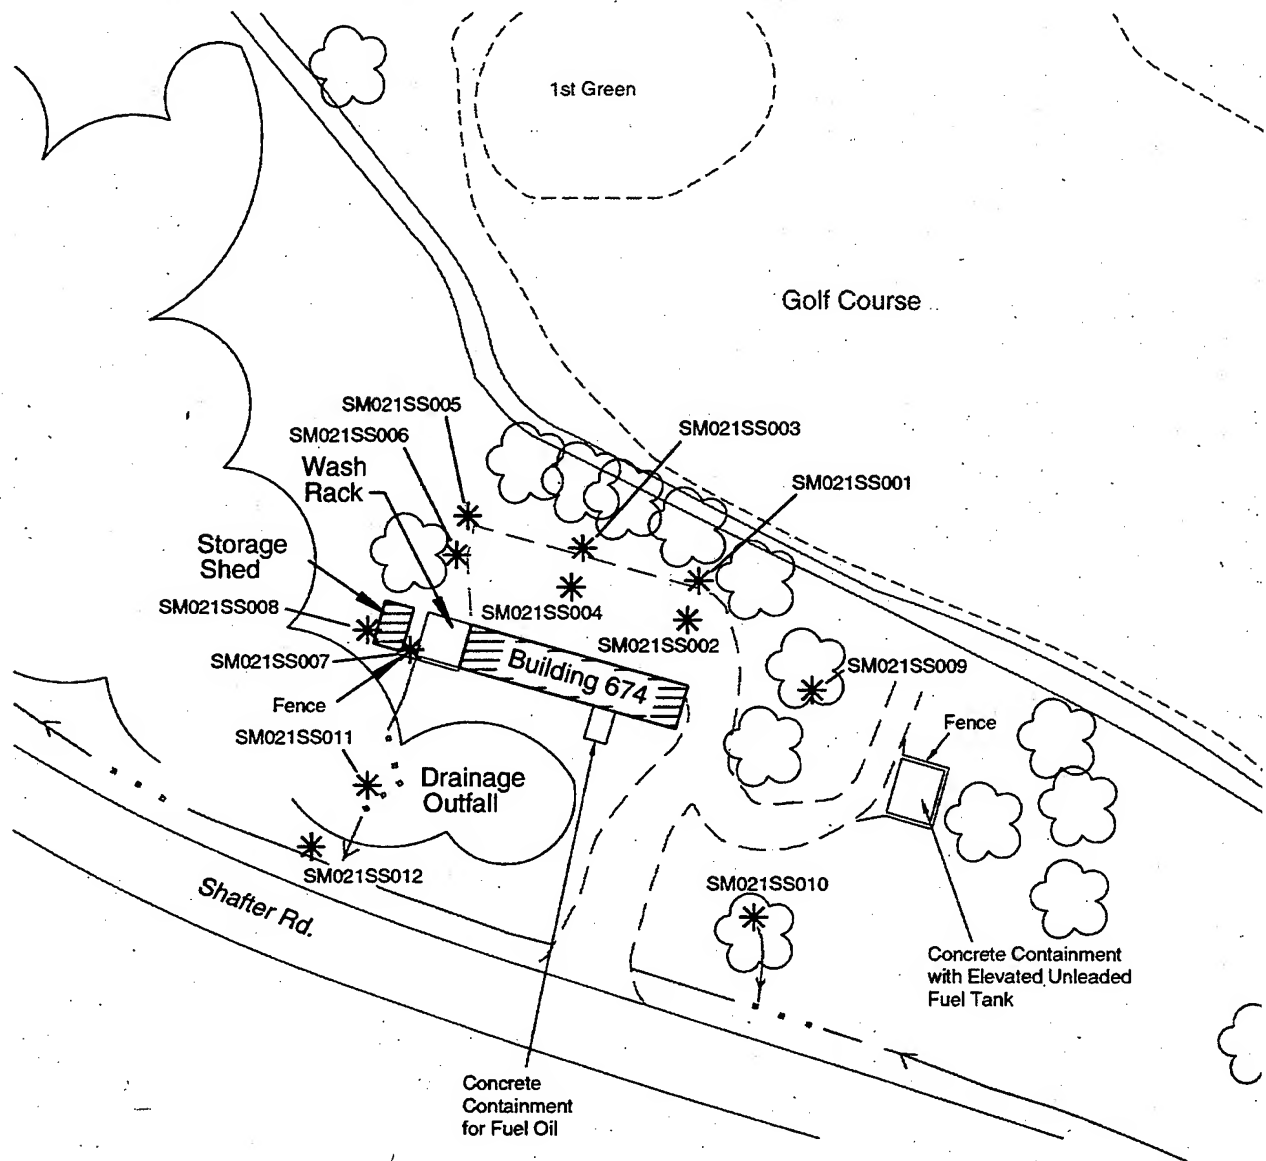 1st Green
Golf Course
SM021SS005
SM021SS003
SM021SS006
Wash
Rack
SM021SS001
Storage
Shed
SM021SS008
SM021SS004
SM021SS002
SM021SS007
Building 674
SM021SS009
Fence
Fence
SM021SS011
Drainage
Outfall
SM021SS012
SM021SS010
Shafter Rd.
Concrete Containment
with Elevated Unleaded
Fuel Tank
Concrete
Containment
for Fuel Oil